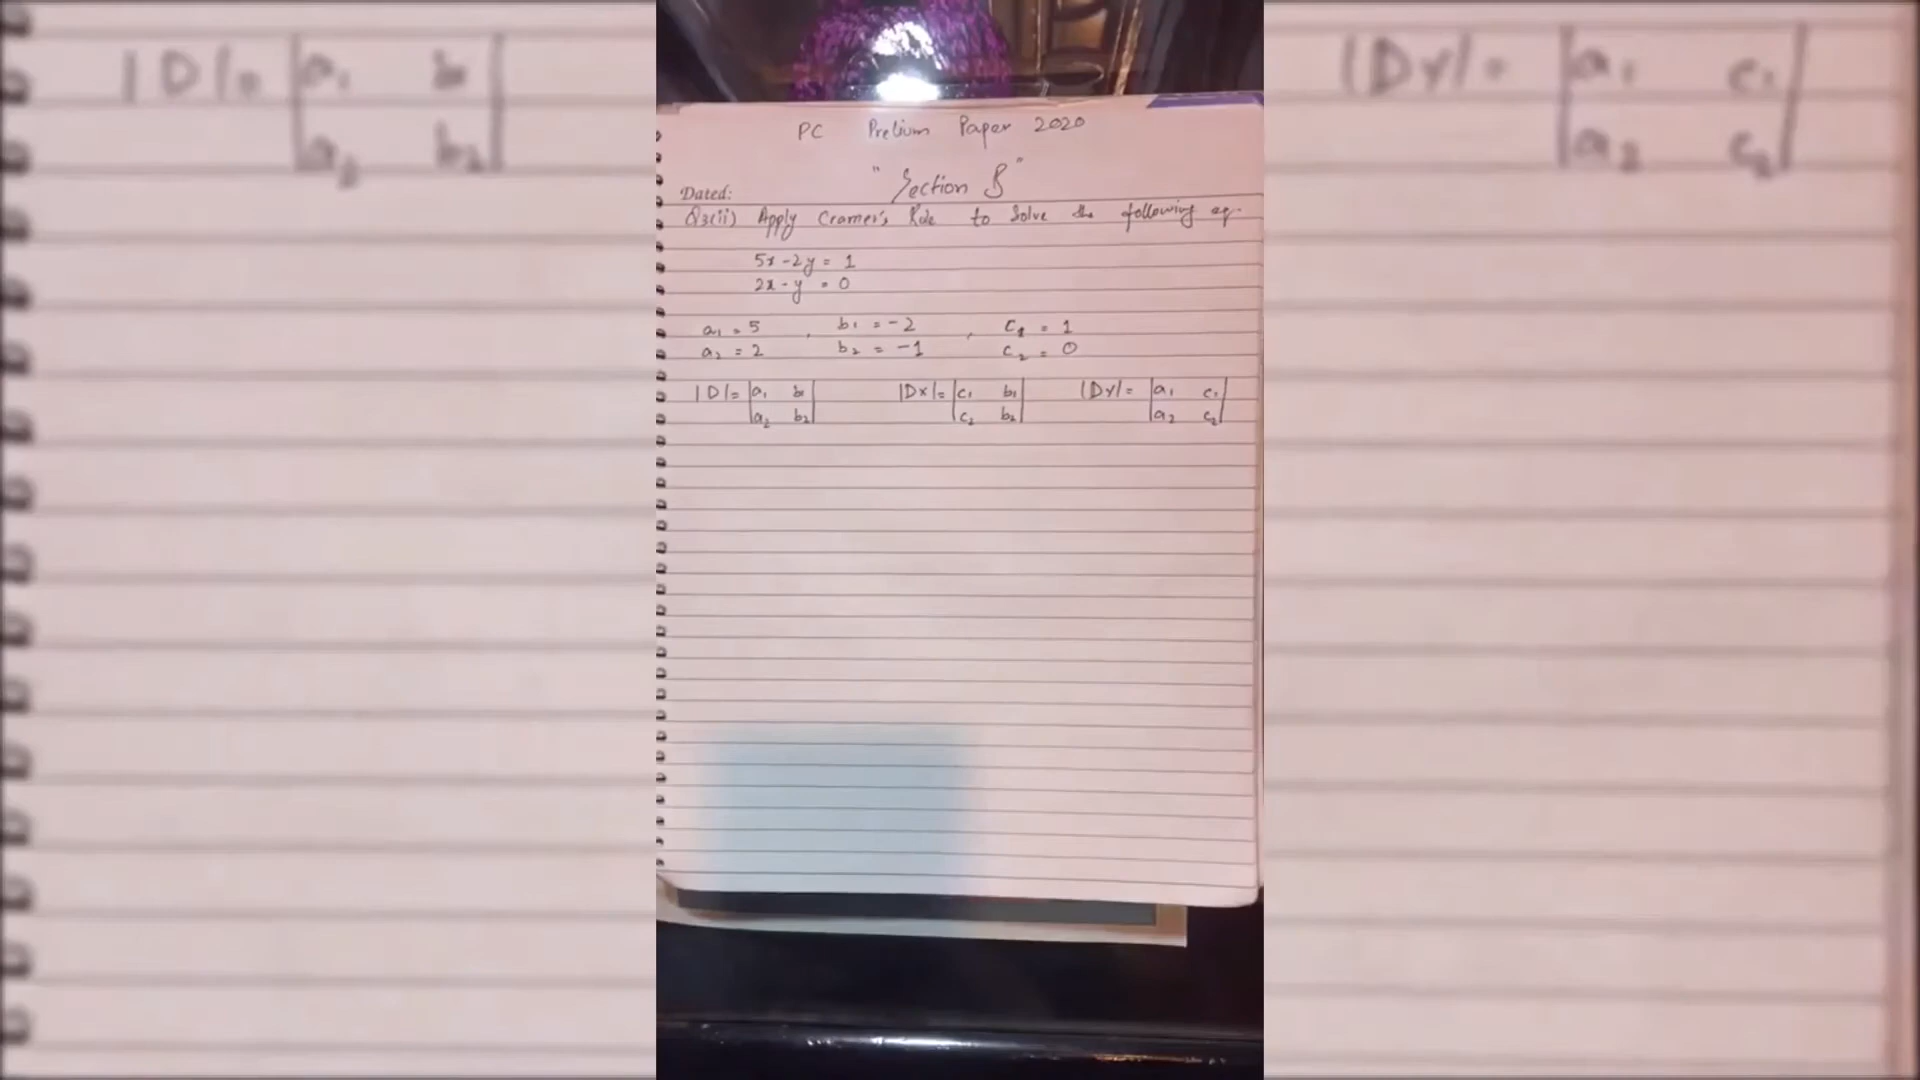 PC Prelium Paper 2020
"Section B"
Dated:
Q3(ii) Apply Cramer's Rule to Solve the following eq.
5x - 2y = 1
2x - y = 0
a₁ = 5 , b₁ = -2 , c₁ = 1
a₂ = 2 b₂ = -1 c₂ = 0
|D| = |a₁ b₁| |Dx| = |c₁ b₁| |Dy| = |a₁ c₁|
|a₂ b₂| |c₂ b₂| |a₂ c₂|